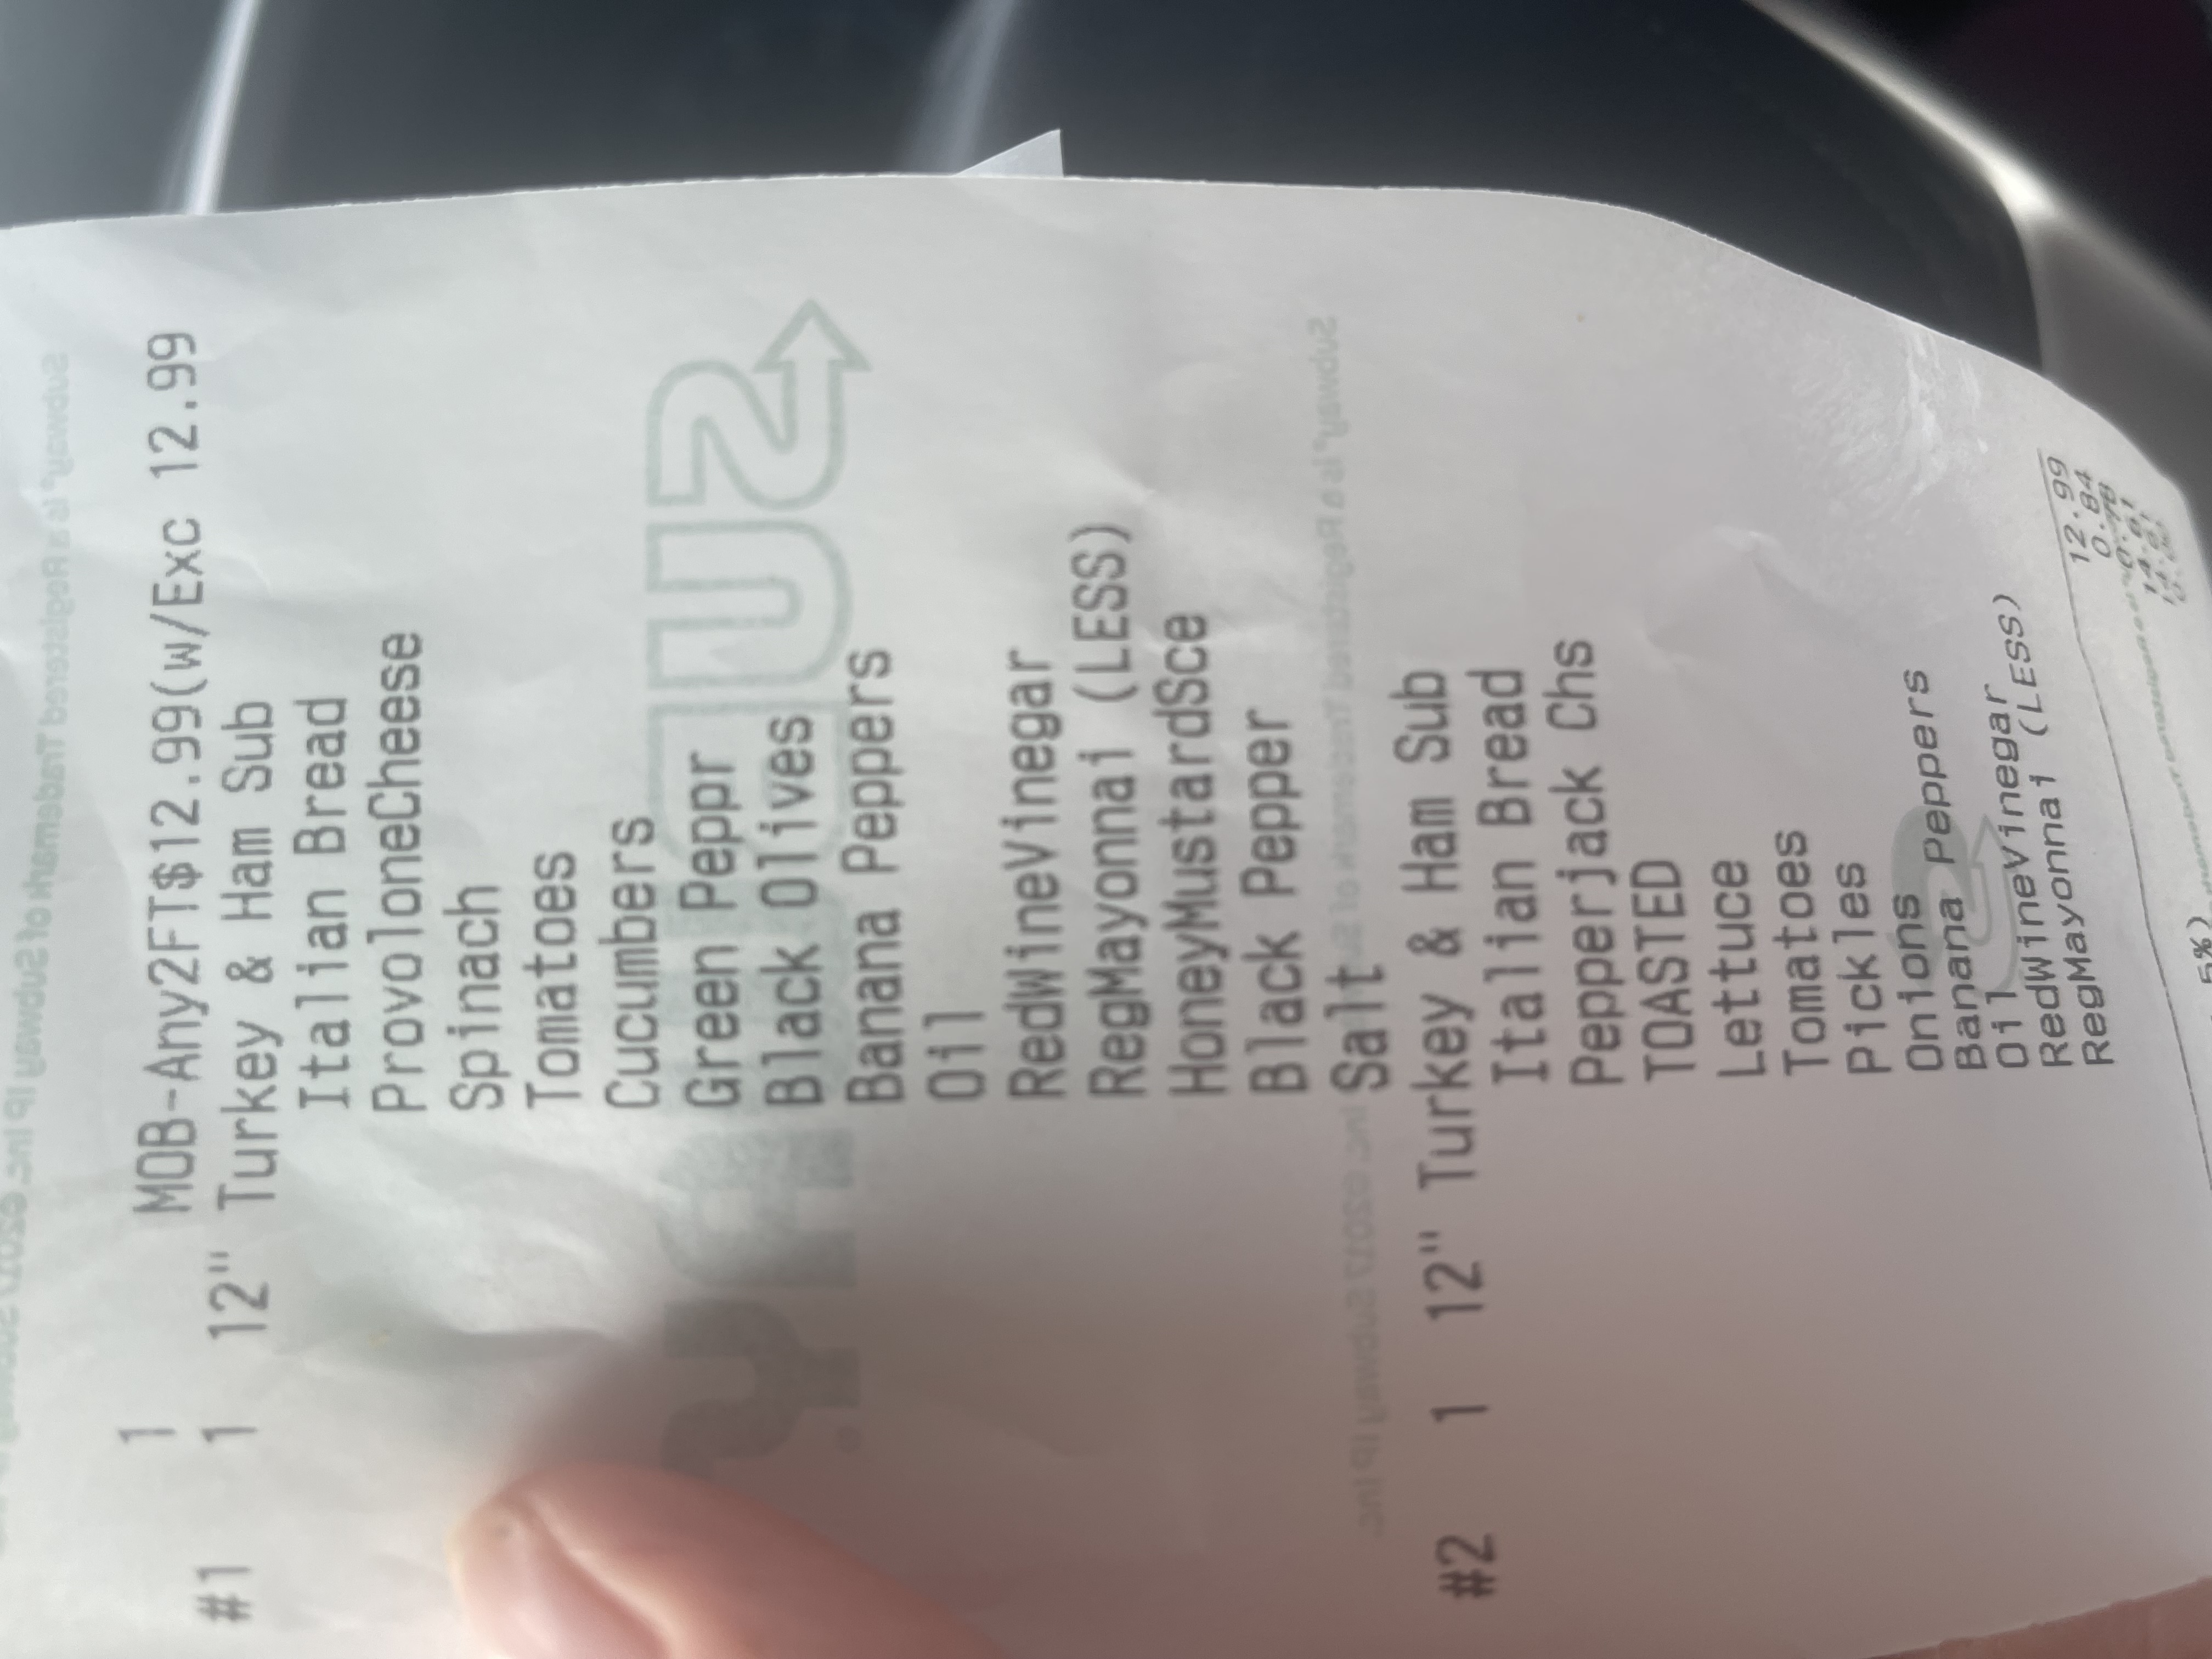 1 MOB-Any2FT$12.99(w/Exc 12.99
#1 1 12" Turkey & Ham Sub
Italian Bread
ProvoloneCheese
Spinach
Tomatoes
Cucumbers
Green Peppr
Black Olives
Banana Peppers
Oil
RedWineVinegar
RegMayonnai (LESS)
HoneyMustardSce
Black Pepper
Salt
#2 1 12" Turkey & Ham Sub
Italian Bread
Pepperjack Chs
TOASTED
Lettuce
Tomatoes
Pickles
Onions
Banana Peppers
Oil
RedWineVinegar
RegMayonnai (LESS)
12.99
0.84